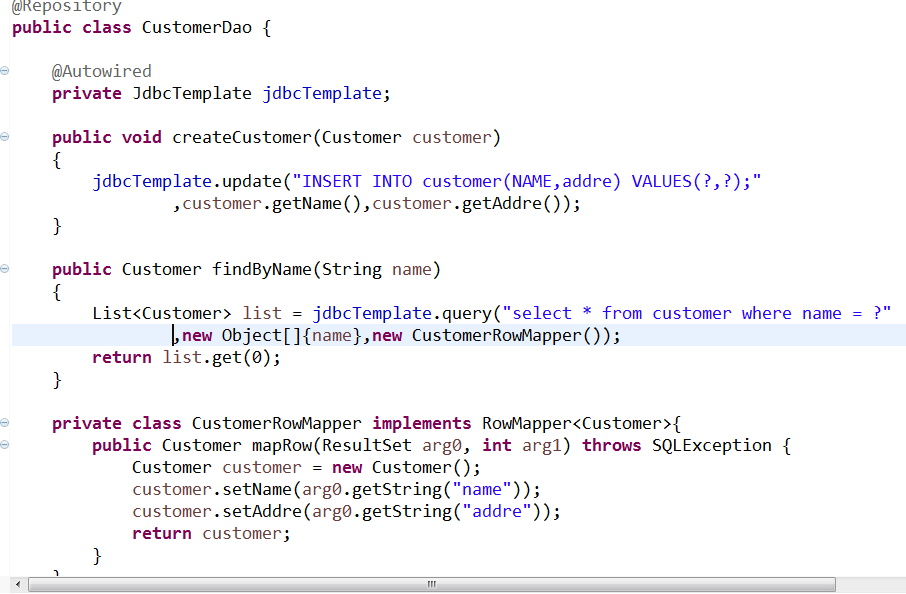 @Repository
public class CustomerDao {
@Autowired
private JdbcTemplate jdbcTemplate;
public void createCustomer(Customer customer)
{
jdbcTemplate.update("INSERT INTO customer(NAME,addre) VALUES(?,?);"
,customer.getName(),customer.getAddre());
}
public Customer findByName(String name)
{
List<Customer> list = jdbcTemplate.query("select * from customer where name = ?"
,new Object[]{name},new CustomerRowMapper());
return list.get(0);
}
private class CustomerRowMapper implements RowMapper<Customer>{
public Customer mapRow(ResultSet arg0, int arg1) throws SQLException {
Customer customer = new Customer();
customer.setName(arg0.getString("name"));
customer.setAddre(arg0.getString("addre"));
return customer;
}
}